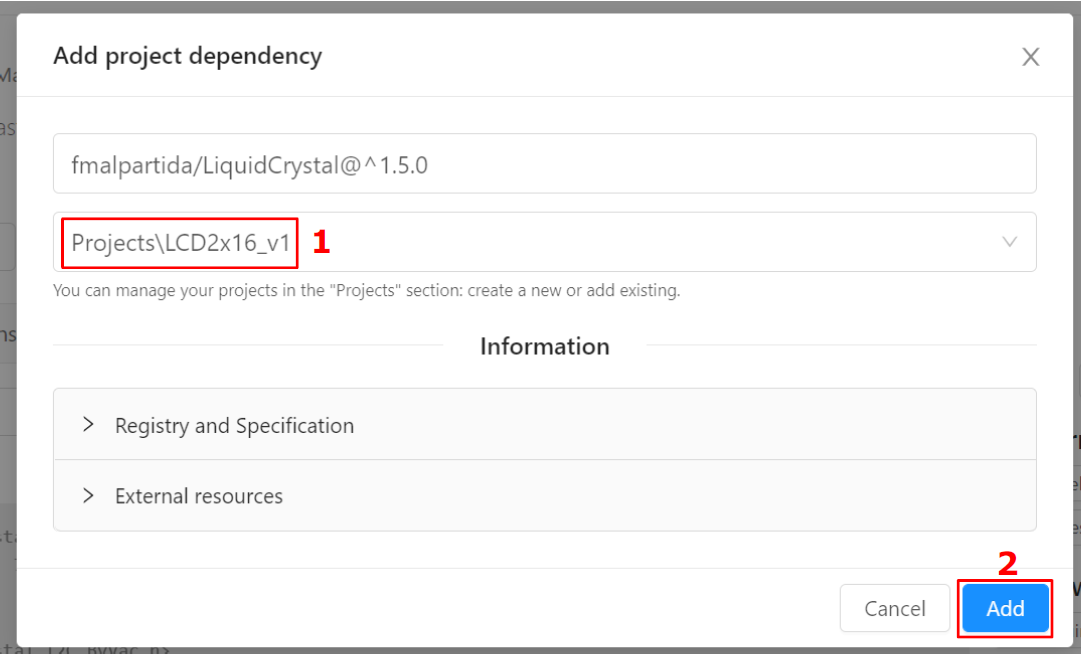 Add project dependency
fmalpartida/LiquidCrystal@^1.5.0
Projects\LCD2x16_v1
1
You can manage your projects in the "Projects" section: create a new or add existing.
Information
Registry and Specification
External resources
2
Cancel
Add